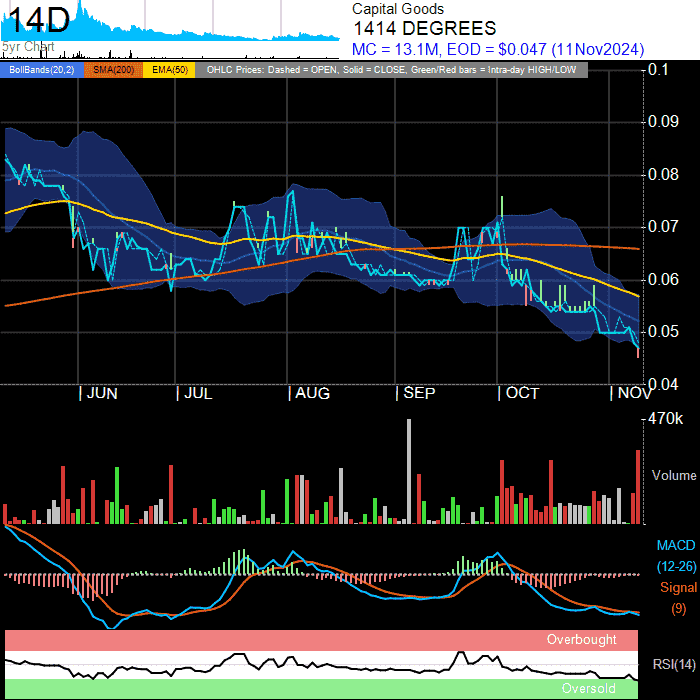 14D
5yr Chart
Capital Goods
1414 DEGREES
MC = 13.1M, EOD = $0.047 (11Nov2024)
BollBands(20,2) SMA(200) EMA(50) OHLC Prices: Dashed = OPEN, Solid = CLOSE, Green/Red bars = Intra-day HIGH/LOW
0.1
0.09
0.08
0.07
0.06
0.05
0.04
JUN JUL AUG SEP OCT NOV
470k
Volume
MACD
(12-26)
Signal
(9)
Overbought
RSI(14)
Oversold